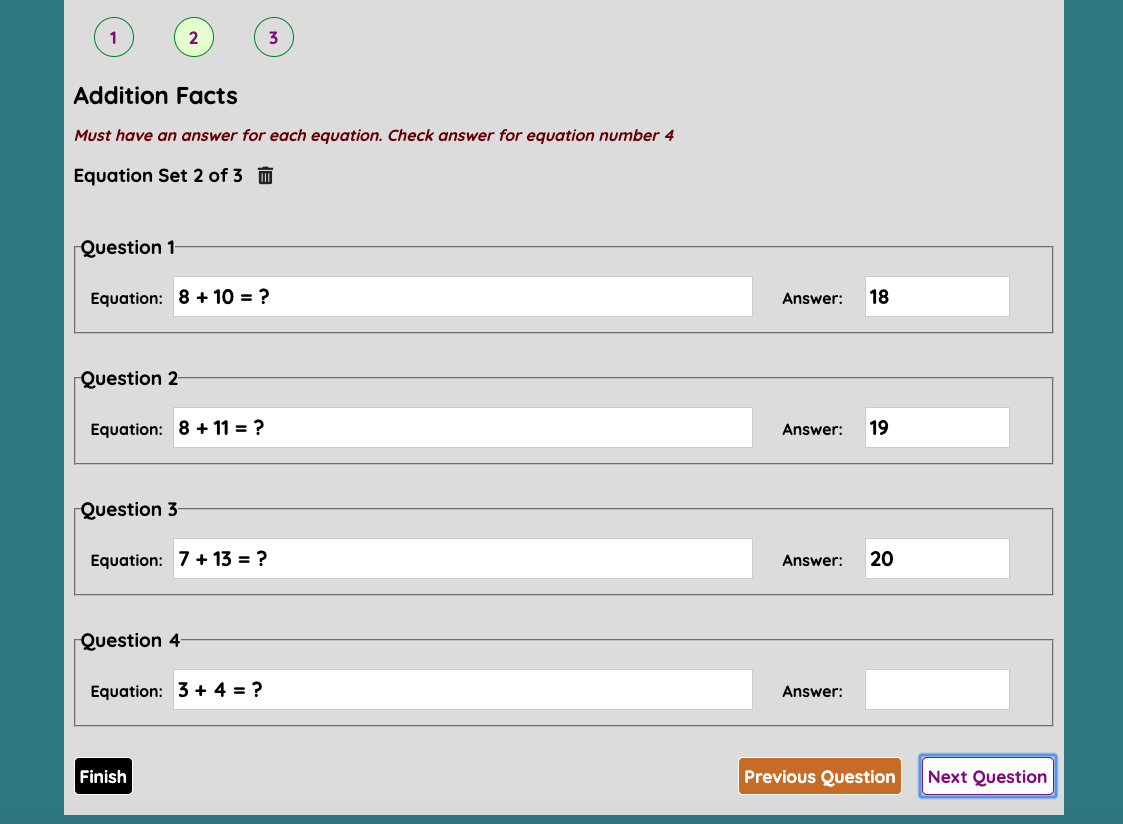 1 2 3
Addition Facts
Must have an answer for each equation. Check answer for equation number 4
Equation Set 2 of 3
Question 1
Equation: 8 + 10 = ? Answer: 18
Question 2
Equation: 8 + 11 = ? Answer: 19
Question 3
Equation: 7 + 13 = ? Answer: 20
Question 4
Equation: 3 + 4 = ? Answer:
Finish Previous Question Next Question